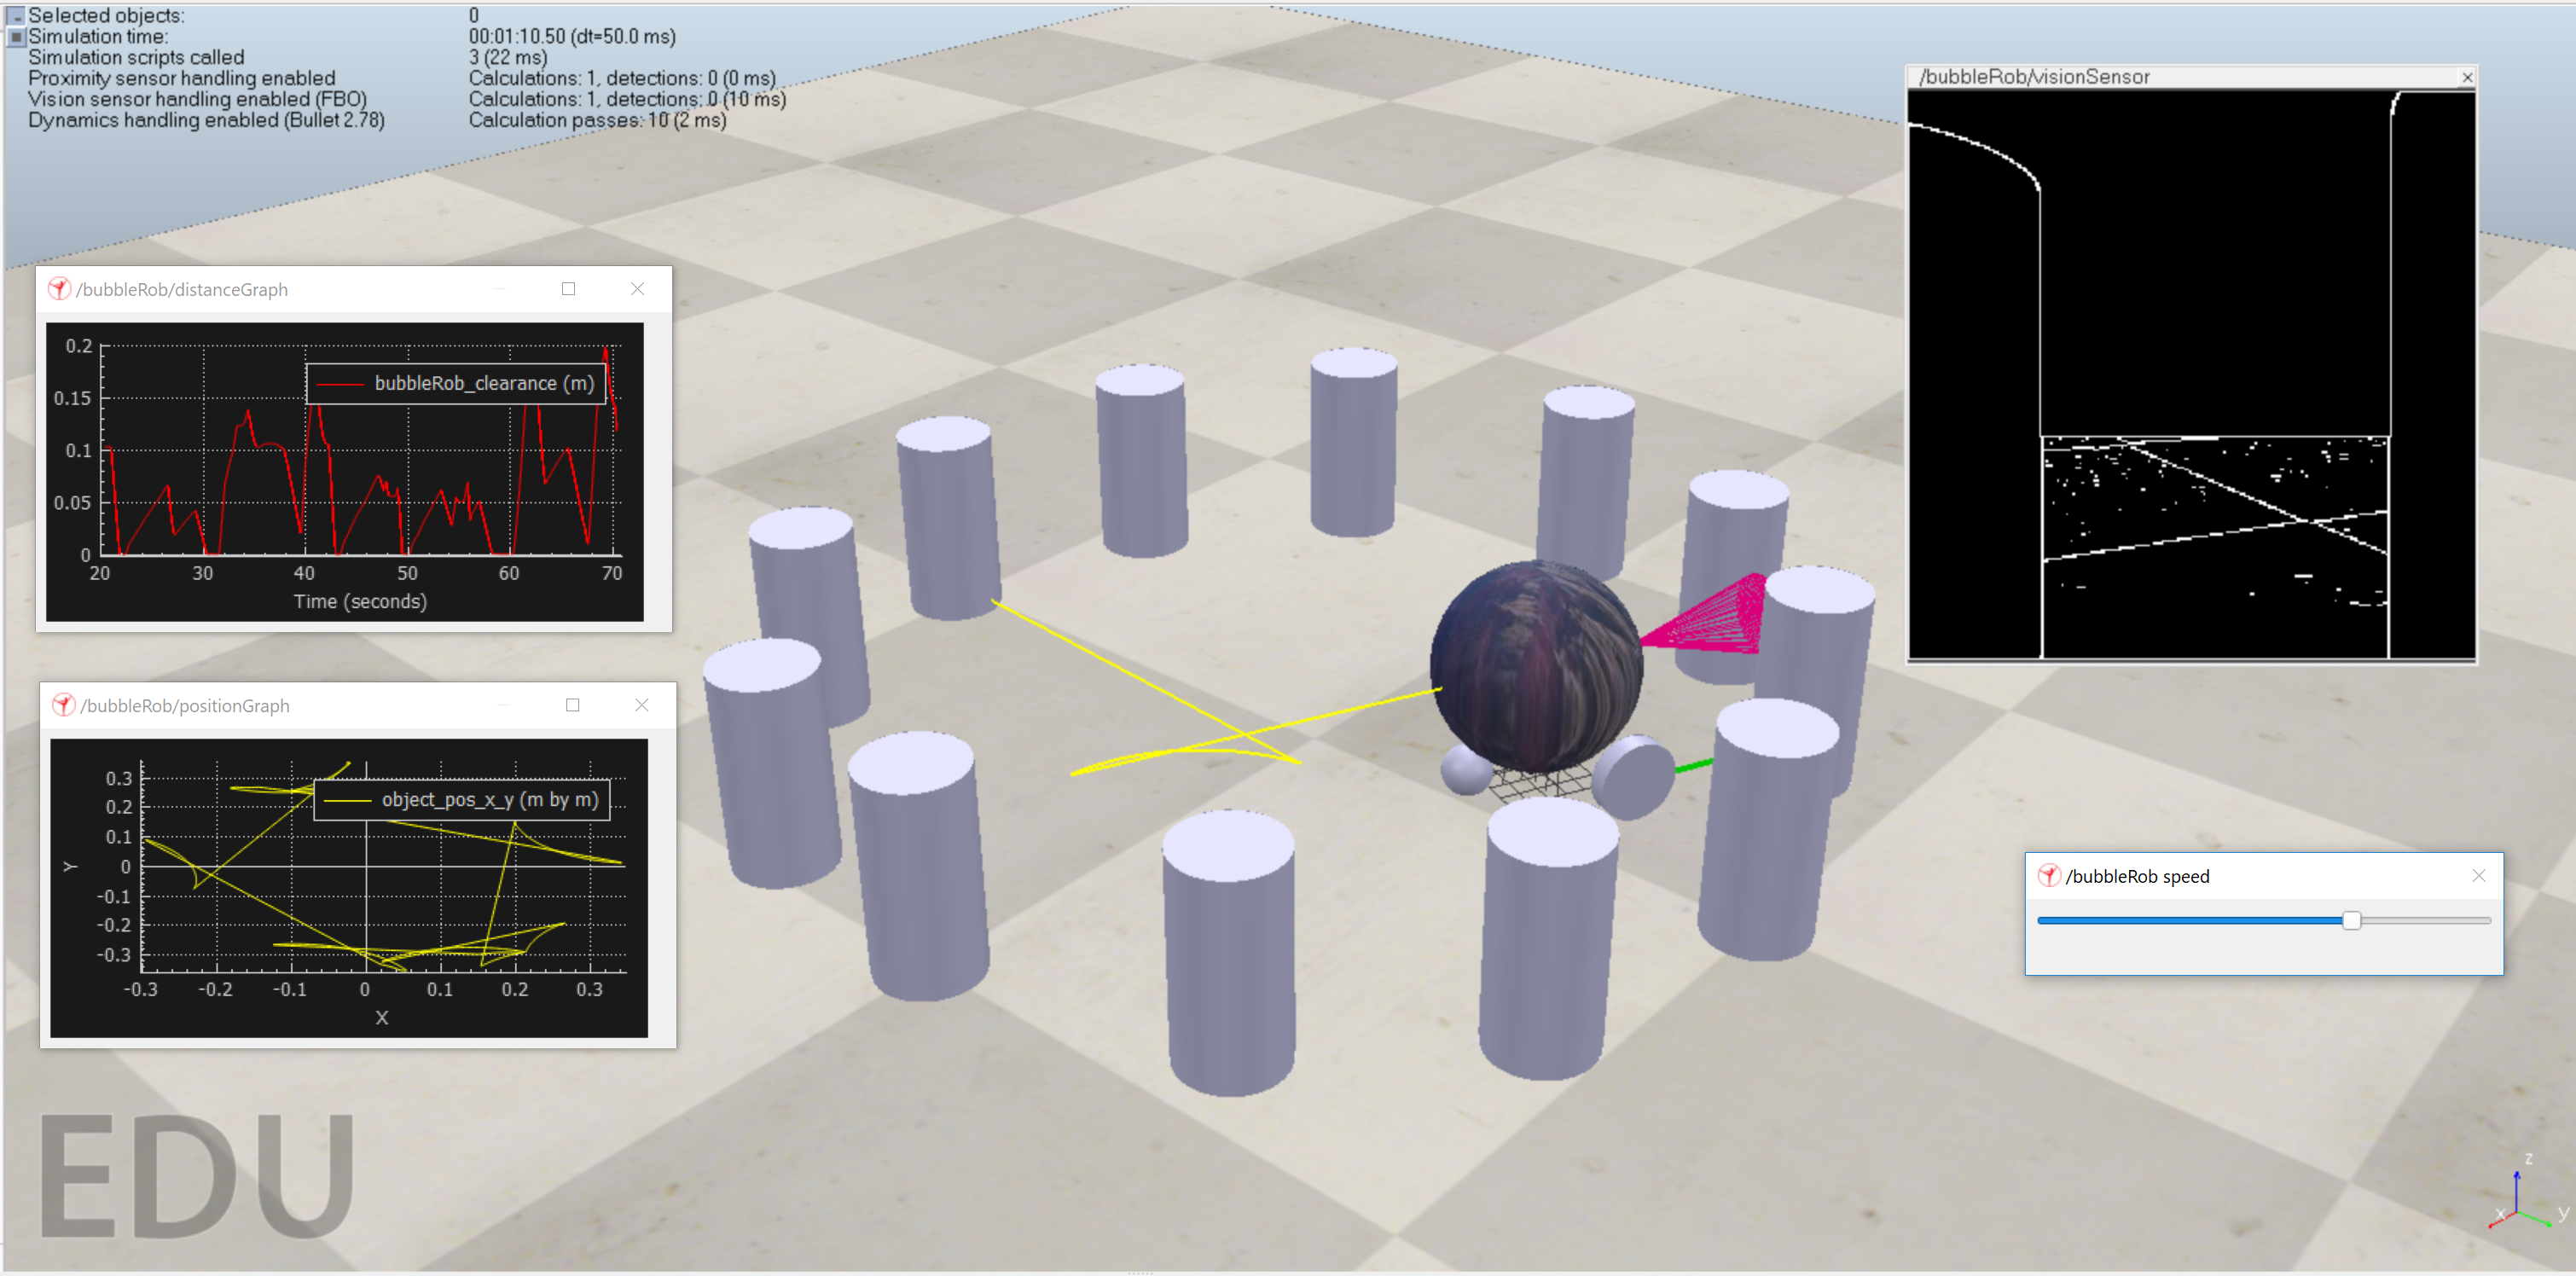 Selected objects: 0
Simulation time: 00:01:10.50 (dt=50.0 ms)
Simulation scripts called 3 (22 ms)
Proximity sensor handling enabled Calculations: 1, detections: 0 (0 ms)
Vision sensor handling enabled (FBO) Calculations: 1, detections: 0 (10 ms)
Dynamics handling enabled (Bullet 2.78) Calculation passes: 10 (2 ms)
/bubbleRob/visionSensor
/bubbleRob/distanceGraph
0.2
bubbleRob_clearance (m)
0.15
0.1
0.05
0
20 30 40 50 60 70
Time (seconds)
/bubbleRob/positionGraph
0.3
object_pos_x_y (m by m)
0.2
0.1
Y
0
-0.1
-0.2
-0.3
-0.3 -0.2 -0.1 0 0.1 0.2 0.3
X
/bubbleRob speed
EDU
z
x
y